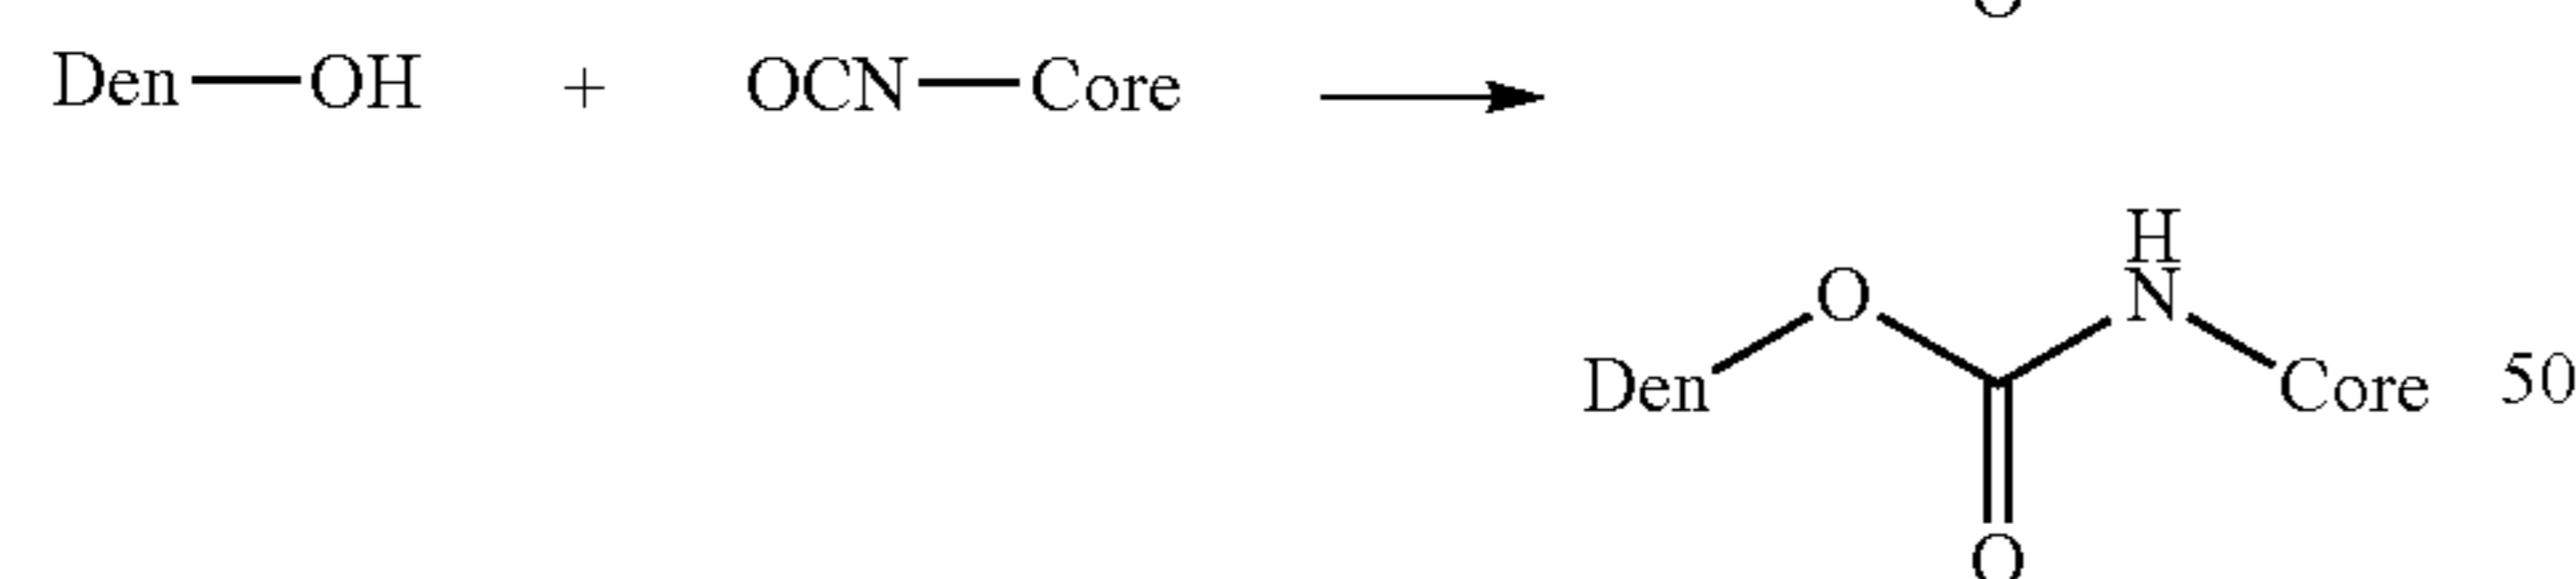 O
Den—OH + OCN—Core
H
O N
Den Core 50
O